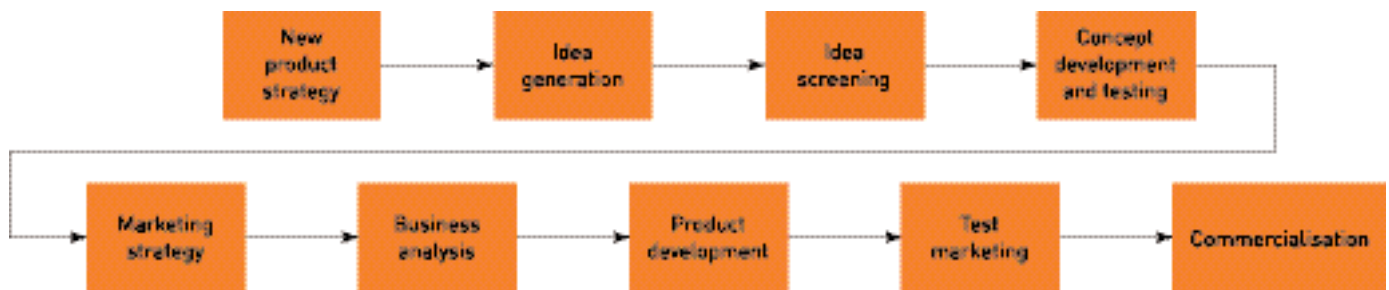 New
product
strategy
Idea
generation
Idea
screening
Concept
development
and testing
Marketing
strategy
Business
analysis
Product
development
Test
marketing
Commercialisation